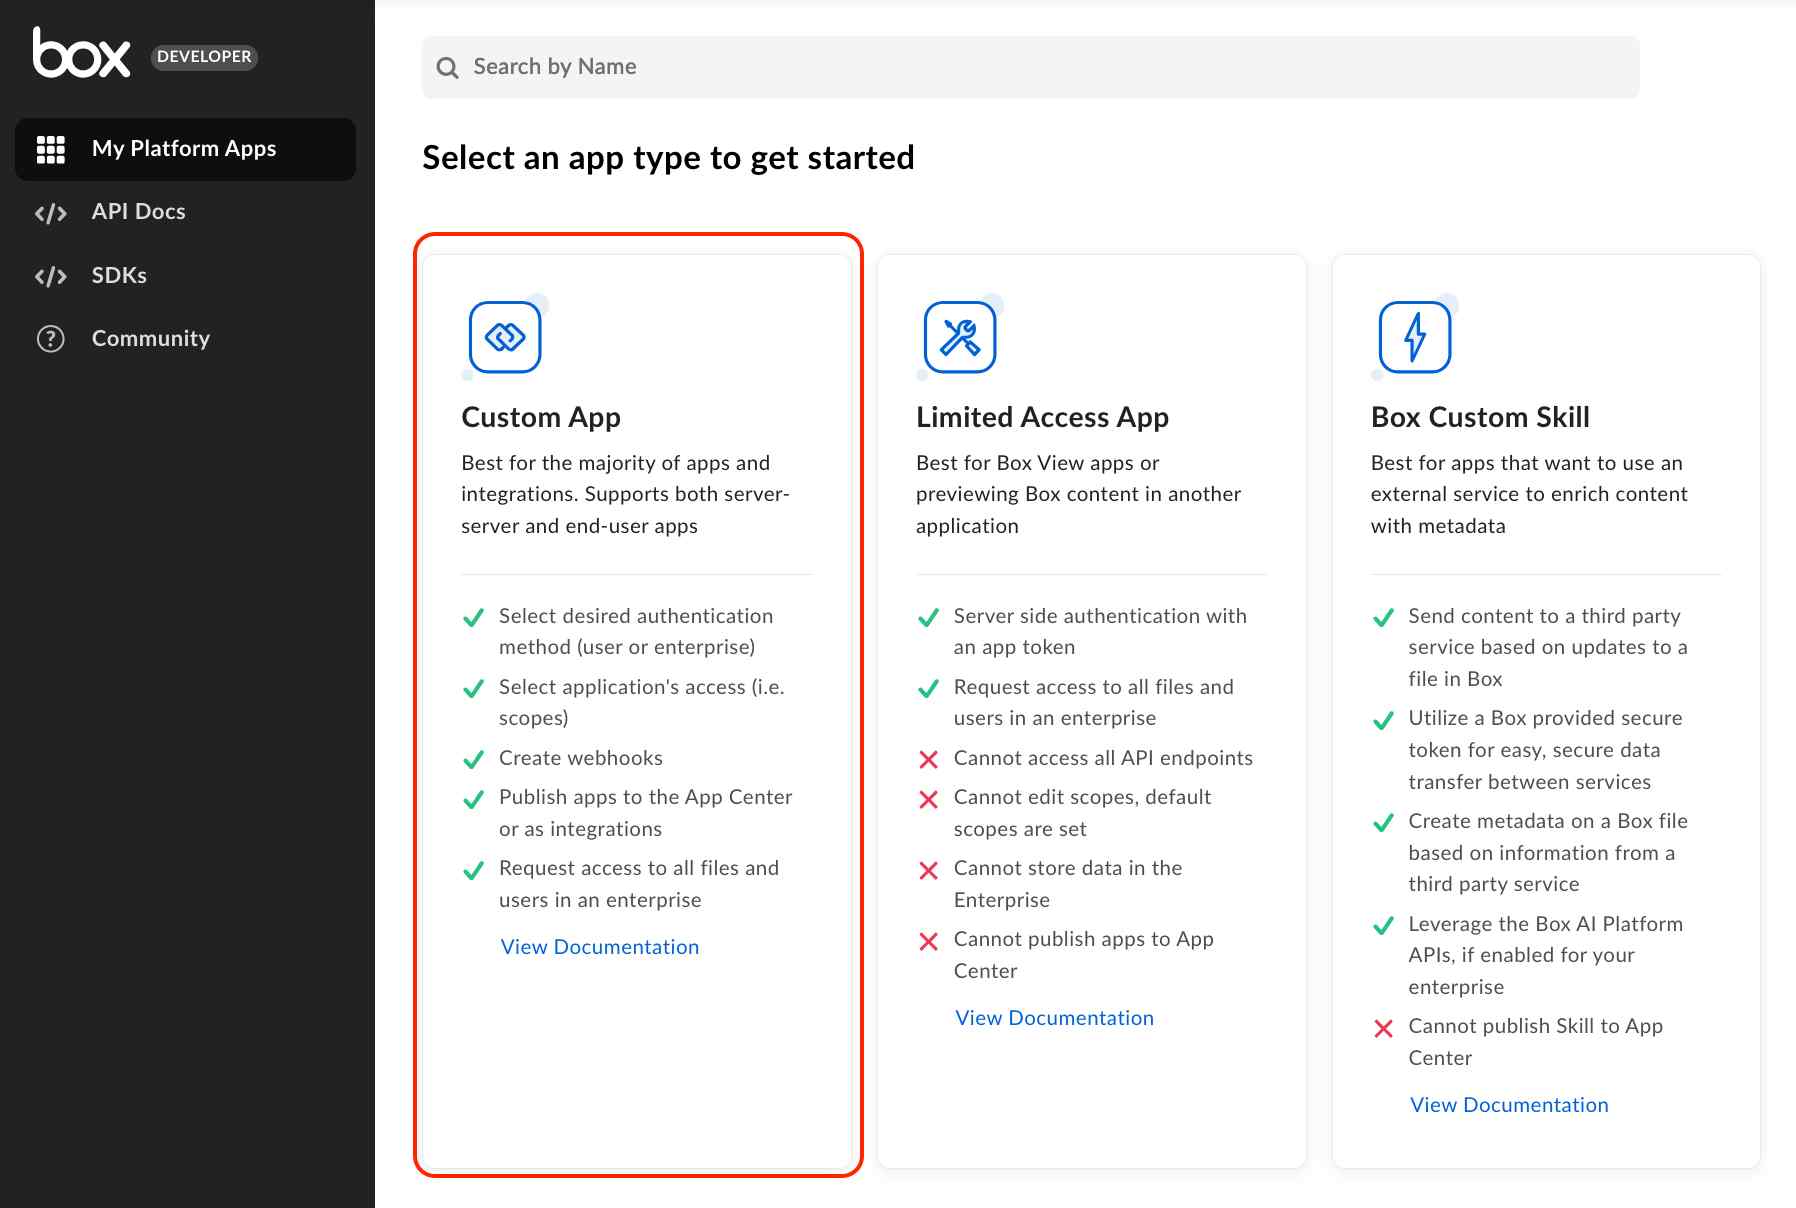 box DEVELOPER
My Platform Apps
API Docs
SDKs
Community
Search by Name
Select an app type to get started
Custom App
Best for the majority of apps and
integrations. Supports both server-
server and end-user apps
Select desired authentication
method (user or enterprise)
Select application's access (i.e.
scopes)
Create webhooks
Publish apps to the App Center
or as integrations
Request access to all files and
users in an enterprise
View Documentation
Limited Access App
Best for Box View apps or
previewing Box content in another
application
Server side authentication with
an app token
Request access to all files and
users in an enterprise
Cannot access all API endpoints
Cannot edit scopes, default
scopes are set
Cannot store data in the
Enterprise
Cannot publish apps to App
Center
View Documentation
Box Custom Skill
Best for apps that want to use an
external service to enrich content
with metadata
Send content to a third party
service based on updates to a
file in Box
Utilize a Box provided secure
token for easy, secure data
transfer between services
Create metadata on a Box file
based on information from a
third party service
Leverage the Box AI Platform
APIs, if enabled for your
enterprise
Cannot publish Skill to App
Center
View Documentation